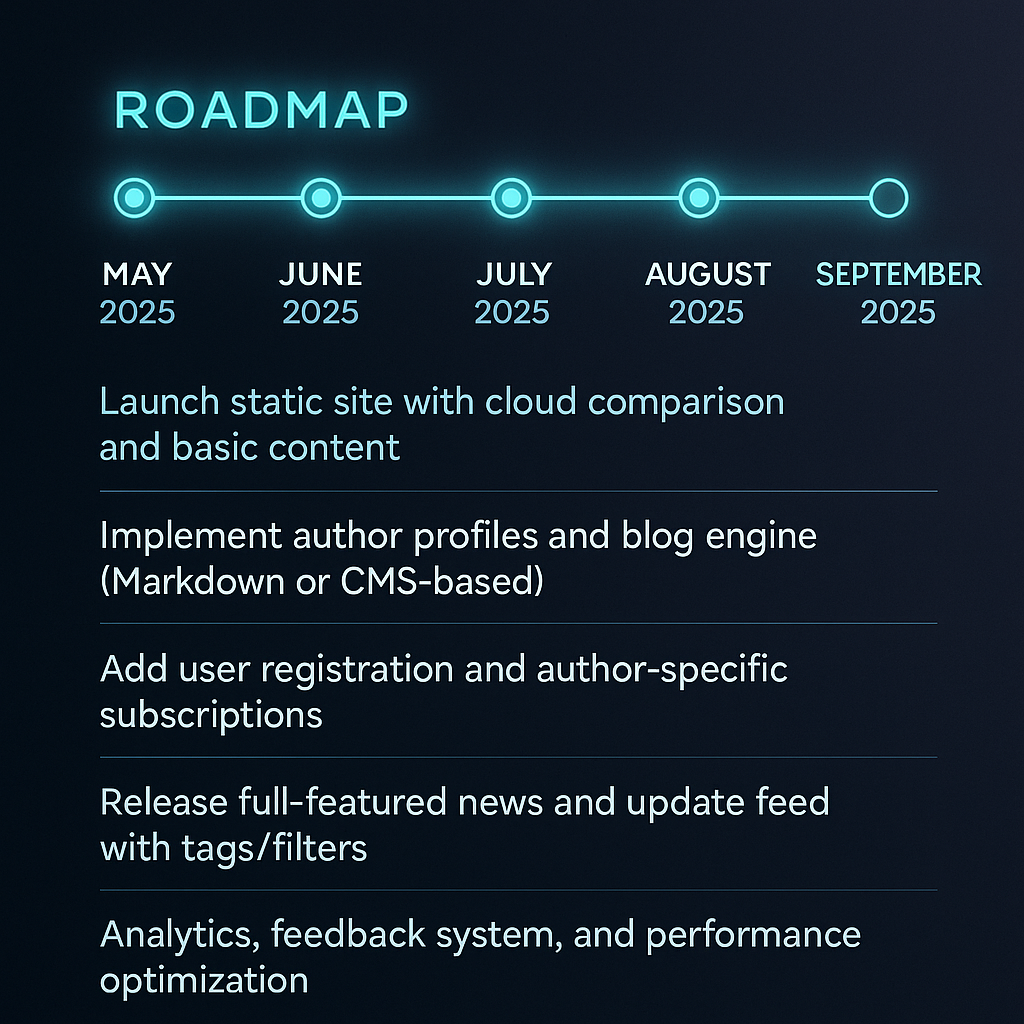 ROADMAP
MAY JUNE JULY AUGUST SEPTEMBER
2025 2025 2025 2025 2025
Launch static site with cloud comparison
and basic content
Implement author profiles and blog engine
(Markdown or CMS-based)
Add user registration and author-specific
subscriptions
Release full-featured news and update feed
with tags/filters
Analytics, feedback system, and performance
optimization